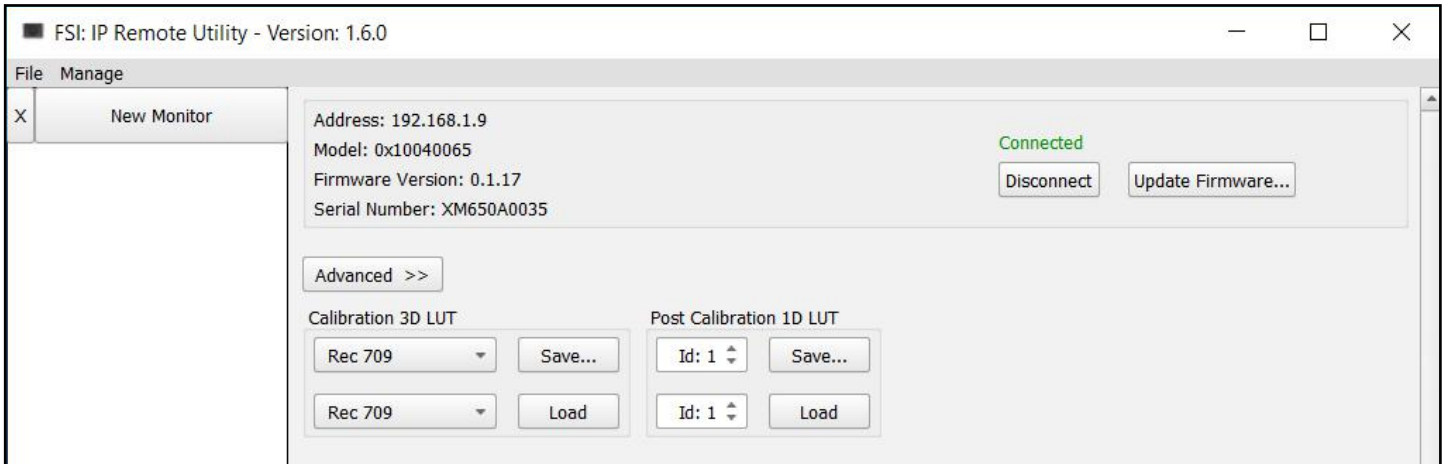 FSI: IP Remote Utility - Version: 1.6.0
File Manage
X New Monitor
Address: 192.168.1.9
Model: 0x10040065
Firmware Version: 0.1.17
Serial Number: XM650A0035
Connected
Disconnect Update Firmware...
Advanced >>
Calibration 3D LUT Post Calibration 1D LUT
Rec 709 Save... Id: 1 Save...
Rec 709 Load Id: 1 Load